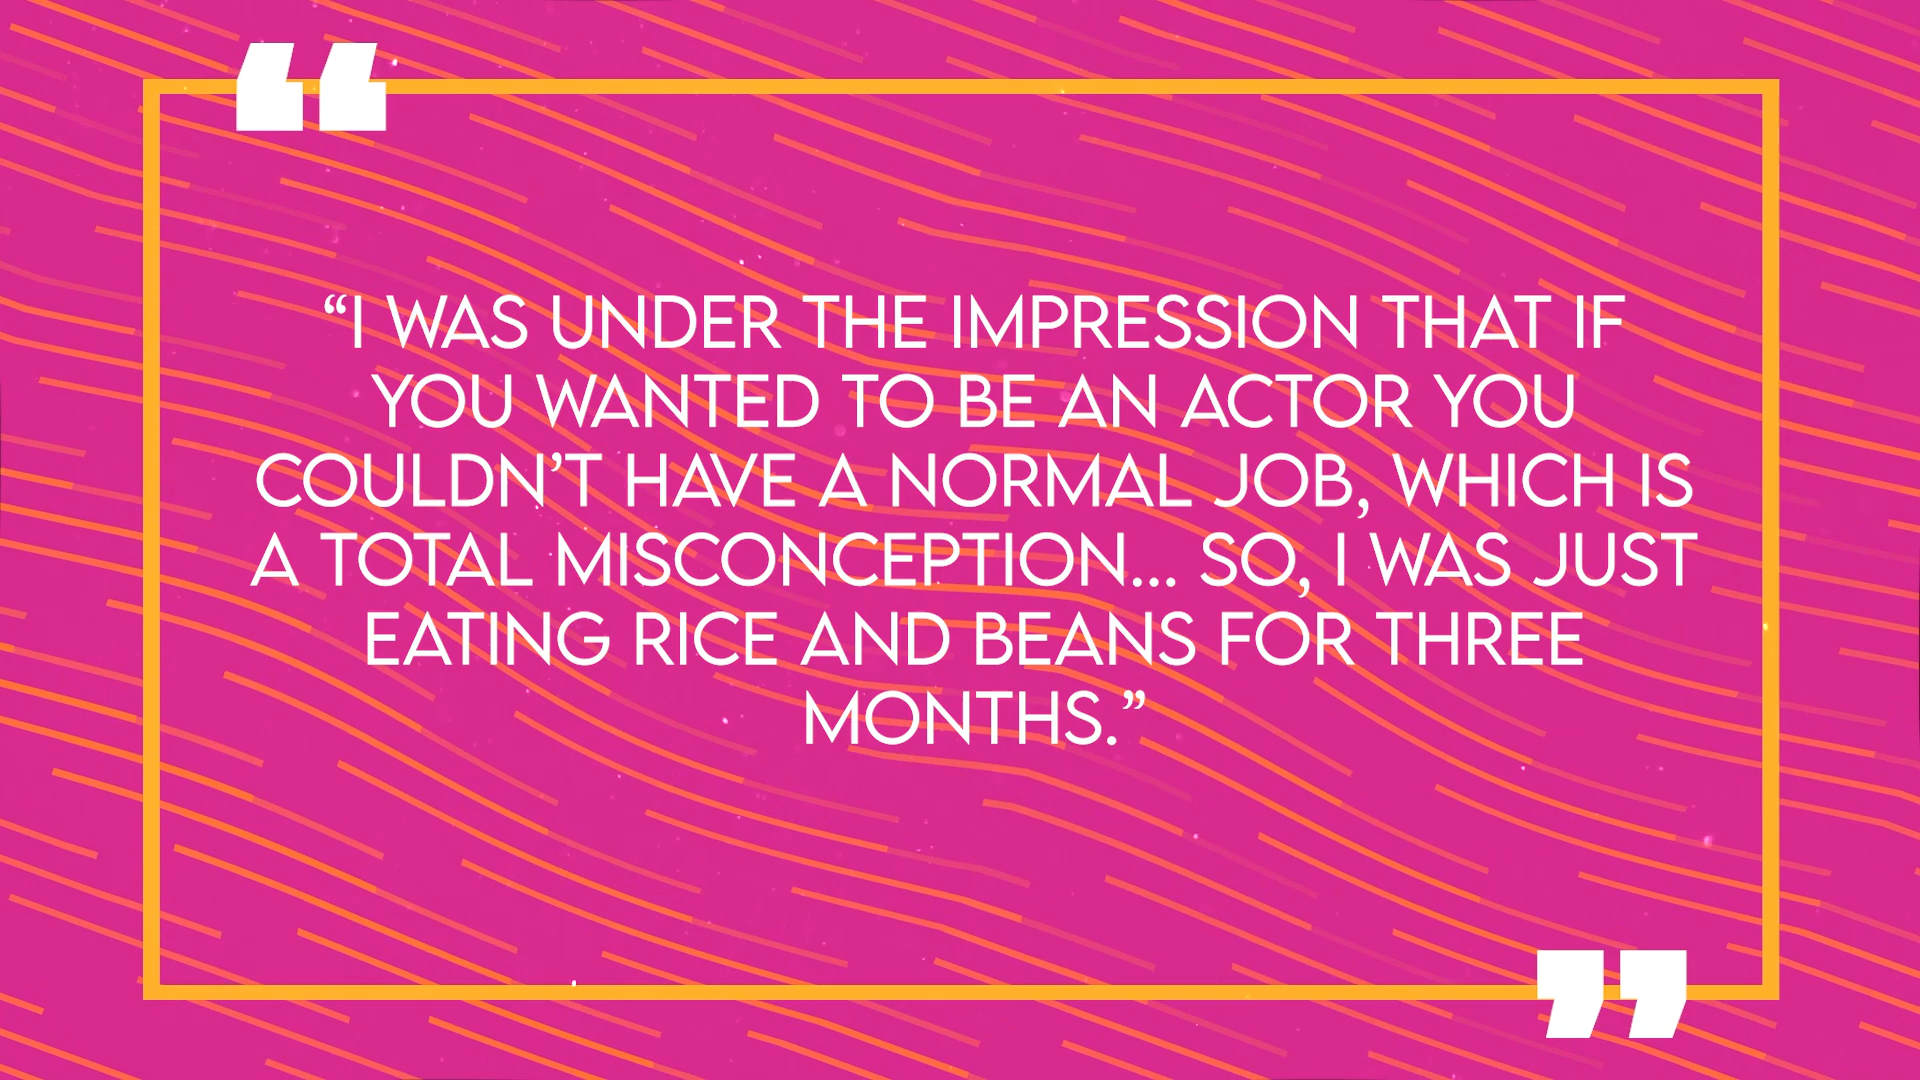 “I WAS UNDER THE IMPRESSION THAT IF
YOU WANTED TO BE AN ACTOR YOU
COULDN’T HAVE A NORMAL JOB, WHICH IS
A TOTAL MISCONCEPTION... SO, I WAS JUST
EATING RICE AND BEANS FOR THREE
MONTHS.”